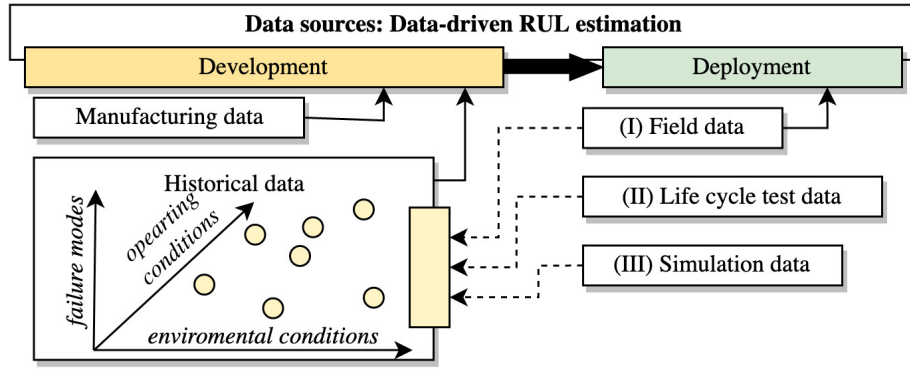 Data sources: Data-driven RUL estimation
Development
Deployment
Manufacturing data
(I) Field data
Historical data
failure modes
opearting
conditions
enviromental conditions
(II) Life cycle test data
(III) Simulation data